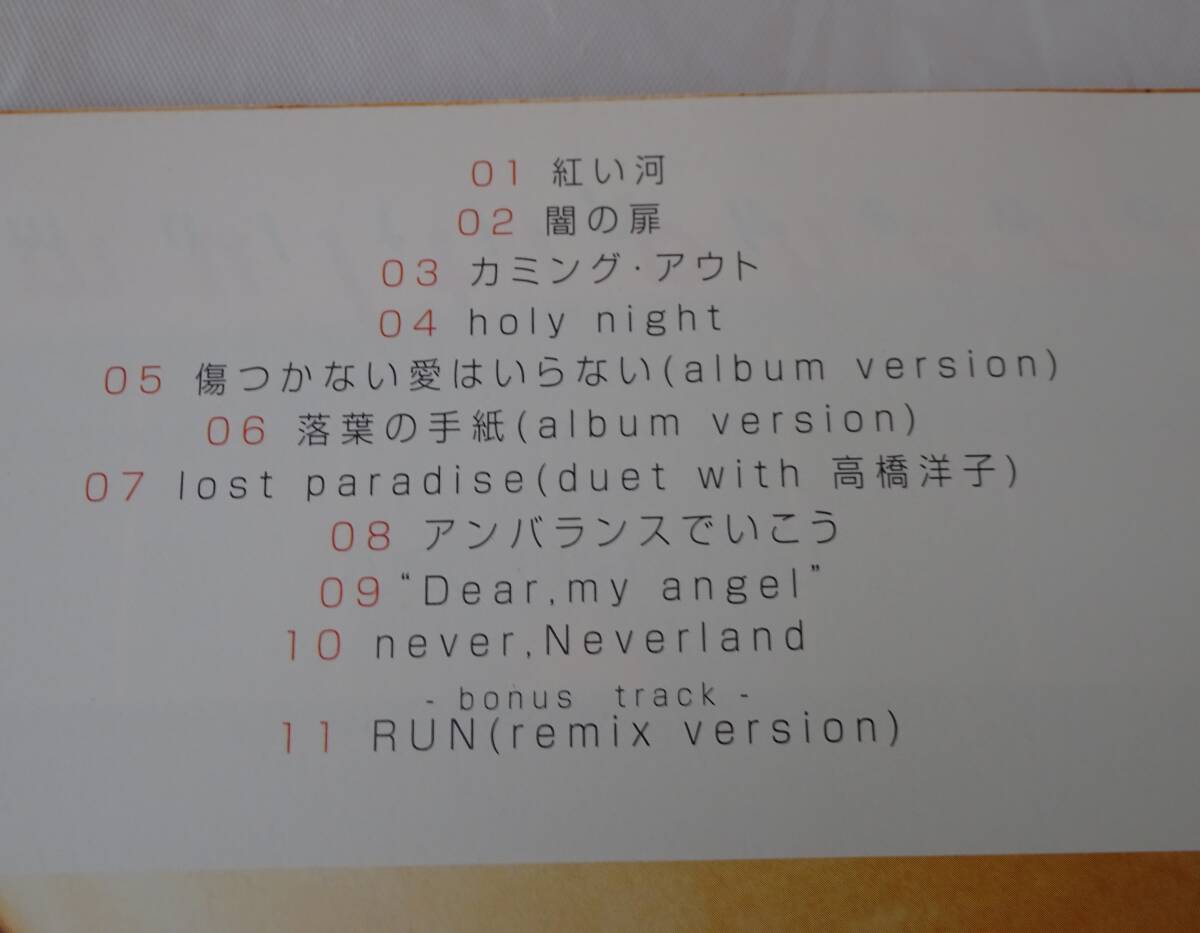 01 紅い河
02 闇の扉
03 カミング・アウト
04 holy night
05 傷つかない愛はいらない(album version)
06 落葉の手紙(album version)
07 lost paradise(duet with 高橋洋子)
08 アンバランスでいこう
09 “Dear,my angel”
10 never,Neverland
- bonus track -
11 RUN(remix version)